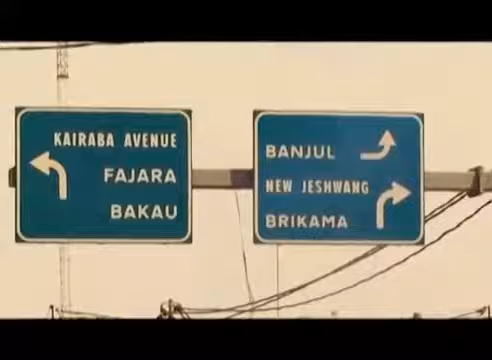 KAIRABA AVENUE
FAJARA
BAKAU
BANJUL
NEW JESHWANG
BRIKAMA